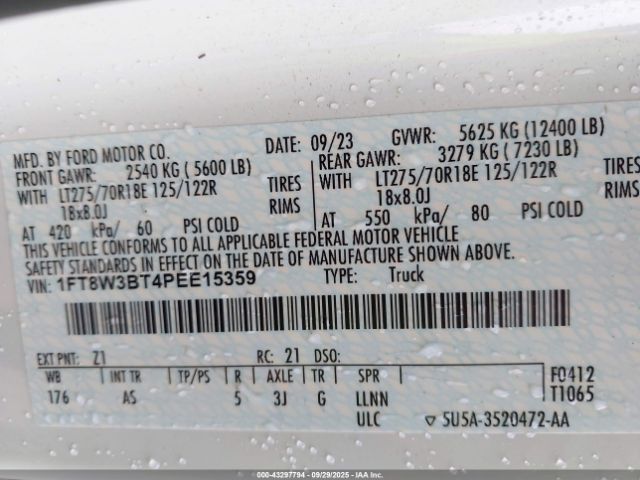 MFD. BY FORD MOTOR CO. DATE: 09/23 GVWR: 5625 KG (12400 LB)
FRONT GAWR: 2540 KG (5600 LB) REAR GAWR: 3279 KG (7230 LB)
WITH LT275/70R18E 125/122R TIRES WITH LT275/70R18E 125/122R TIRES
18x8.0J RIMS 18x8.0J RIMS
AT 420 kPa/ 60 PSI COLD AT 550 kPa/ 80 PSI COLD
THIS VEHICLE CONFORMS TO ALL APPLICABLE FEDERAL MOTOR VEHICLE
SAFETY STANDARDS IN EFFECT ON THE DATE OF MANUFACTURE SHOWN ABOVE.
VIN: 1FT8W3BT4PEE15359 TYPE: Truck
EXT PNT: Z1 RC: 21 DSO:
WB INT TR TP/PS R AXLE TR SPR F0412
176 AS 5 3J G LLNN T1065
ULC ▽ 5U5A-3520472-AA
000-43297794 - 09/29/2025 - IAAI.com